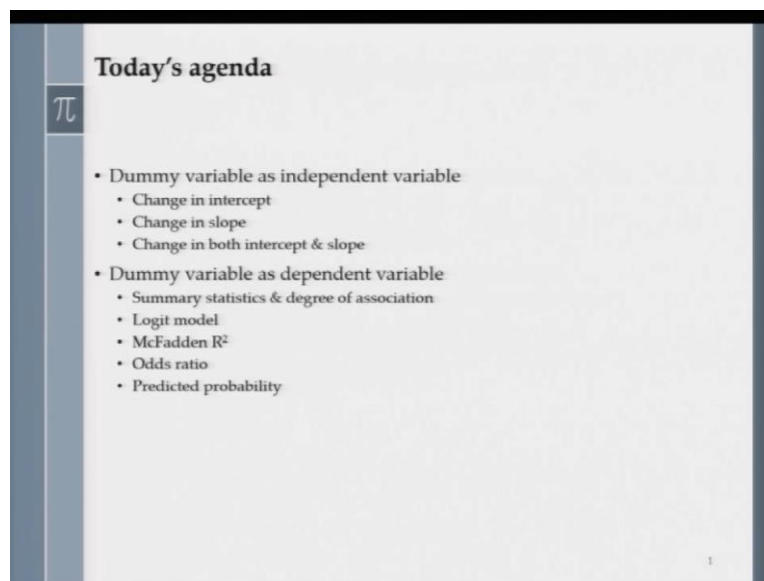 Today's agenda
π
• Dummy variable as independent variable
• Change in intercept
• Change in slope
• Change in both intercept & slope
• Dummy variable as dependent variable
• Summary statistics & degree of association
• Logit model
• McFadden R²
• Odds ratio
• Predicted probability
1